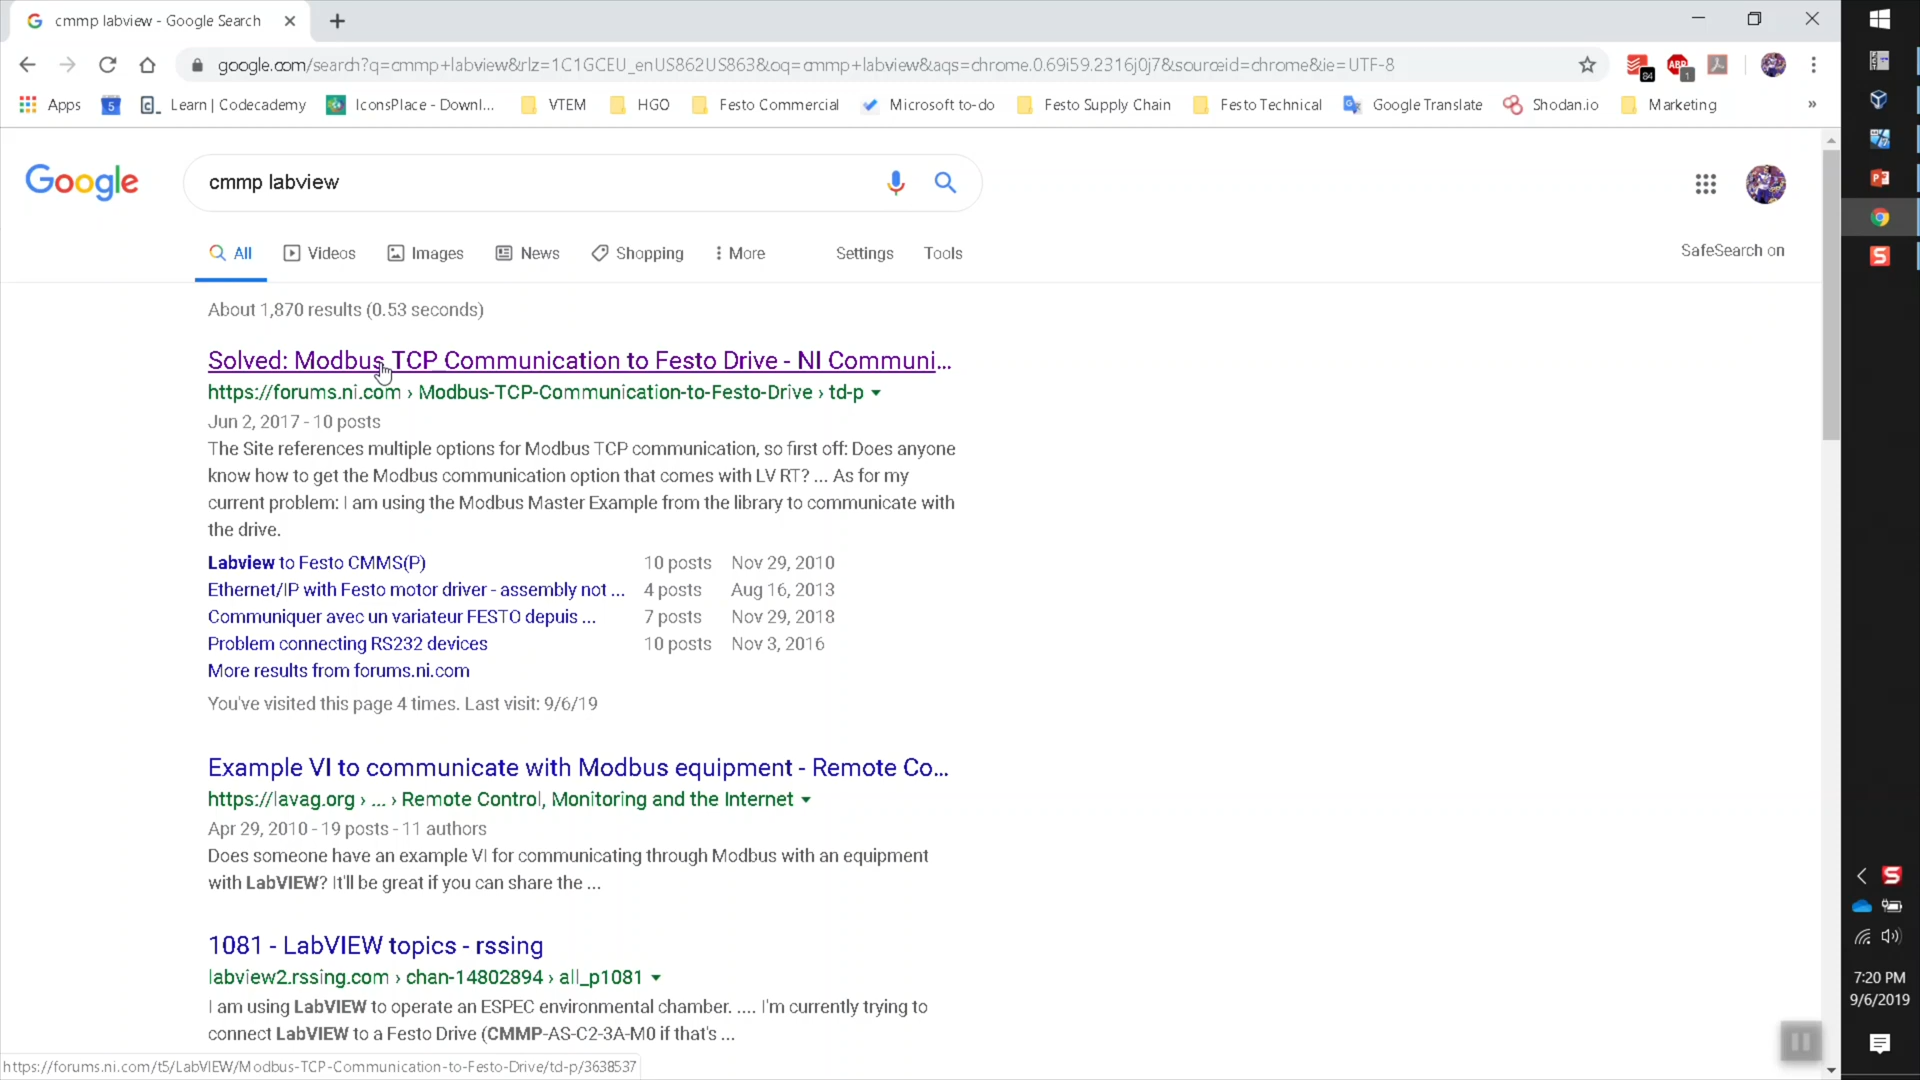 cmmp labview - Google Search
google.com/search?q=cmmp+labview&rlz=1C1GCEU_enUS862US863&oq=cmmp+labview&aqs=chrome.0.69i59.2316j0j7&sourceid=chrome&ie=UTF-8
84
ABP
1
Apps
5
Learn | Codecademy
IconsPlace - Downl...
VTEM
HGO
Festo Commercial
Microsoft to-do
Festo Supply Chain
Festo Technical
Google Translate
Shodan.io
Marketing
»
Google
cmmp labview
All
Videos
Images
News
Shopping
More
Settings
Tools
SafeSearch on
About 1,870 results (0.53 seconds)
Solved: Modbus TCP Communication to Festo Drive - NI Communi...
https://forums.ni.com › Modbus-TCP-Communication-to-Festo-Drive › td-p
Jun 2, 2017 - 10 posts
The Site references multiple options for Modbus TCP communication, so first off: Does anyone
know how to get the Modbus communication option that comes with LV RT? ... As for my
current problem: I am using the Modbus Master Example from the library to communicate with
the drive.
Labview to Festo CMMS(P) 10 posts Nov 29, 2010
Ethernet/IP with Festo motor driver - assembly not ... 4 posts Aug 16, 2013
Communiquer avec un variateur FESTO depuis ... 7 posts Nov 29, 2018
Problem connecting RS232 devices 10 posts Nov 3, 2016
More results from forums.ni.com
You've visited this page 4 times. Last visit: 9/6/19
Example VI to communicate with Modbus equipment - Remote Co...
https://lavag.org › ... › Remote Control, Monitoring and the Internet
Apr 29, 2010 - 19 posts - 11 authors
Does someone have an example VI for communicating through Modbus with an equipment
with LabVIEW? It'll be great if you can share the ...
1081 - LabVIEW topics - rssing
labview2.rssing.com › chan-14802894 › all_p1081
I am using LabVIEW to operate an ESPEC environmental chamber. .... I'm currently trying to
connect LabVIEW to a Festo Drive (CMMP-AS-C2-3A-M0 if that's ...
https://forums.ni.com/t5/LabVIEW/Modbus-TCP-Communication-to-Festo-Drive/td-p/3638537
7:20 PM
9/6/2019